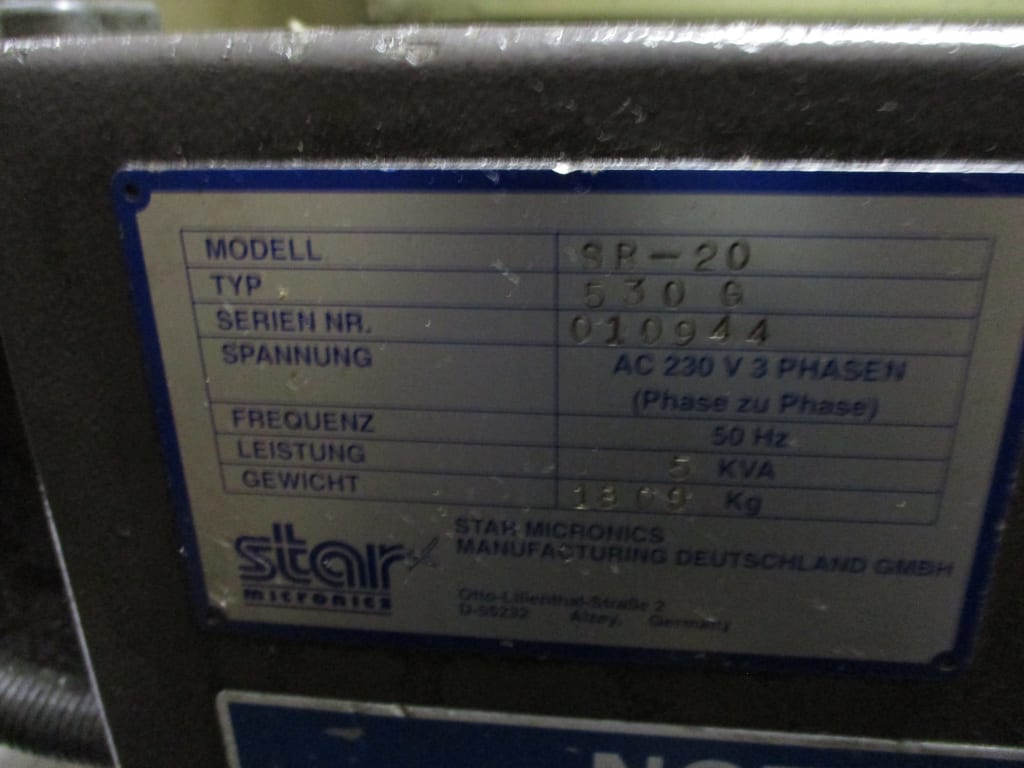 MODELL SR-20
TYP 530 G
SERIEN NR. 010944
SPANNUNG AC 230 V 3 PHASEN
(Phase zu Phase)
FREQUENZ 50 Hz
LEISTUNG 5 KVA
GEWICHT Kg
star
micronics
STAR MICRONICS
MANUFACTURING DEUTSCHLAND GMBH
Otto-Lilienthal-Straße 2
D-55232 Alzey, Germany